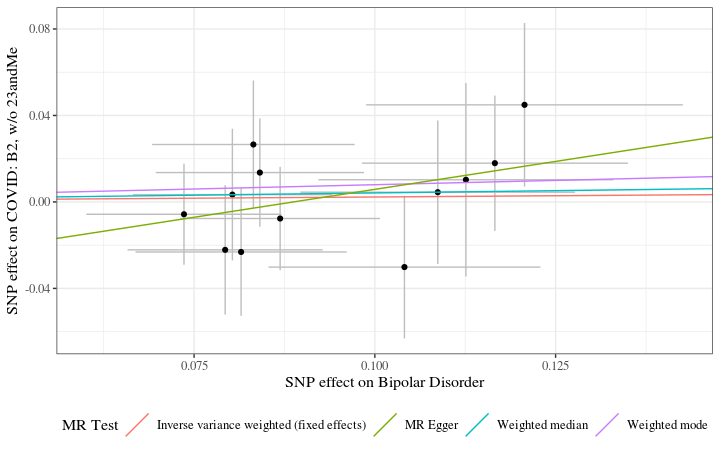 SNP effect on COVID: B2, w/o 23andMe
0.08
0.04
0.00
-0.04
0.075
0.100
0.125
SNP effect on Bipolar Disorder
MR Test
Inverse variance weighted (fixed effects)
MR Egger
Weighted median
Weighted mode